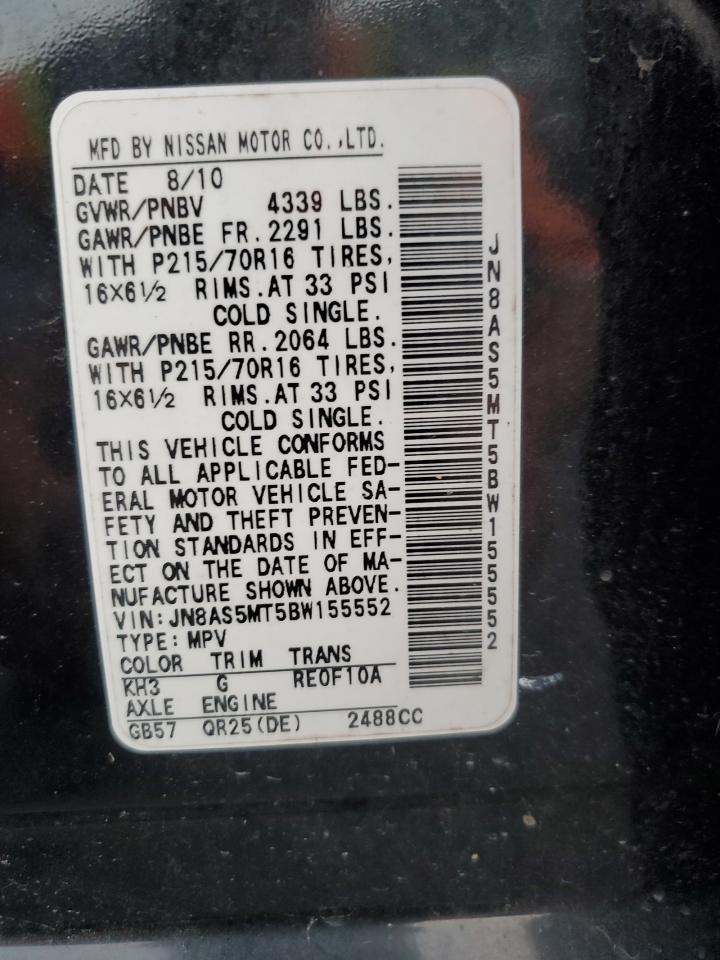 MFD BY NISSAN MOTOR CO.,LTD.
DATE 8/10
GVWR/PNBV 4339 LBS.
GAWR/PNBE FR.2291 LBS.
WITH P215/70R16 TIRES,
16X6½ RIMS.AT 33 PSI
COLD SINGLE.
GAWR/PNBE RR.2064 LBS.
WITH P215/70R16 TIRES,
16X6½ RIMS.AT 33 PSI
COLD SINGLE.
THIS VEHICLE CONFORMS
TO ALL APPLICABLE FED-
ERAL MOTOR VEHICLE SA-
FETY AND THEFT PREVEN-
TION STANDARDS IN EFF-
ECT ON THE DATE OF MA-
NUFACTURE SHOWN ABOVE.
VIN:JN8AS5MT5BW155552
TYPE:MPV
COLOR TRIM TRANS
KH3 G RE0F10A
AXLE ENGINE
GB57 QR25(DE) 2488CC
JN8AS5MT5BW155552